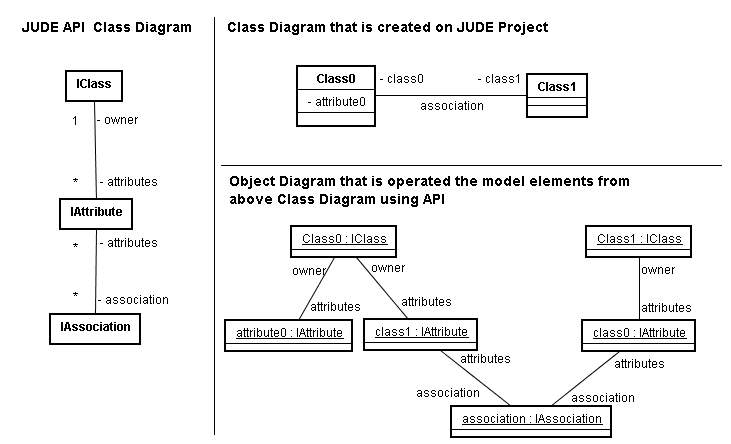 JUDE API  Class Diagram
IClass
1
- owner
*
- attributes
IAttribute
*
- attributes
*
- association
IAssociation
Class Diagram that is created on JUDE Project
Class0
- attribute0
- class0
- class1
association
Class1
Object Diagram that is operated the model elements from
above Class Diagram using API
Class0 : IClass
Class1 : IClass
owner
owner
owner
attributes
attributes
attributes
attribute0 : IAttribute
class1 : IAttribute
class0 : IAttribute
attributes
attributes
association
association
association : IAssociation